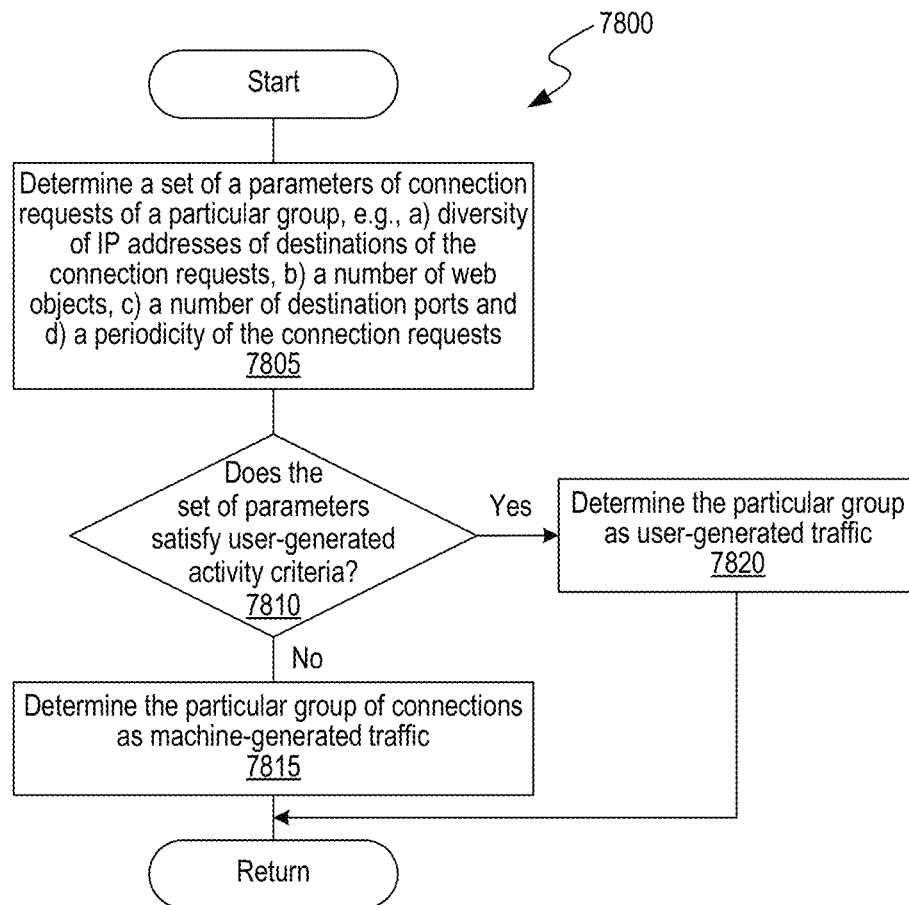 7800
Start
Determine a set of a parameters of connection
requests of a particular group, e.g., a) diversity
of IP addresses of destinations of the
connection requests, b) a number of web
objects, c) a number of destination ports and
d) a periodicity of the connection requests
7805
Does the
set of parameters
satisfy user-generated
activity criteria?
7810
Yes
Determine the particular group
as user-generated traffic
7820
No
Determine the particular group of connections
as machine-generated traffic
7815
Return